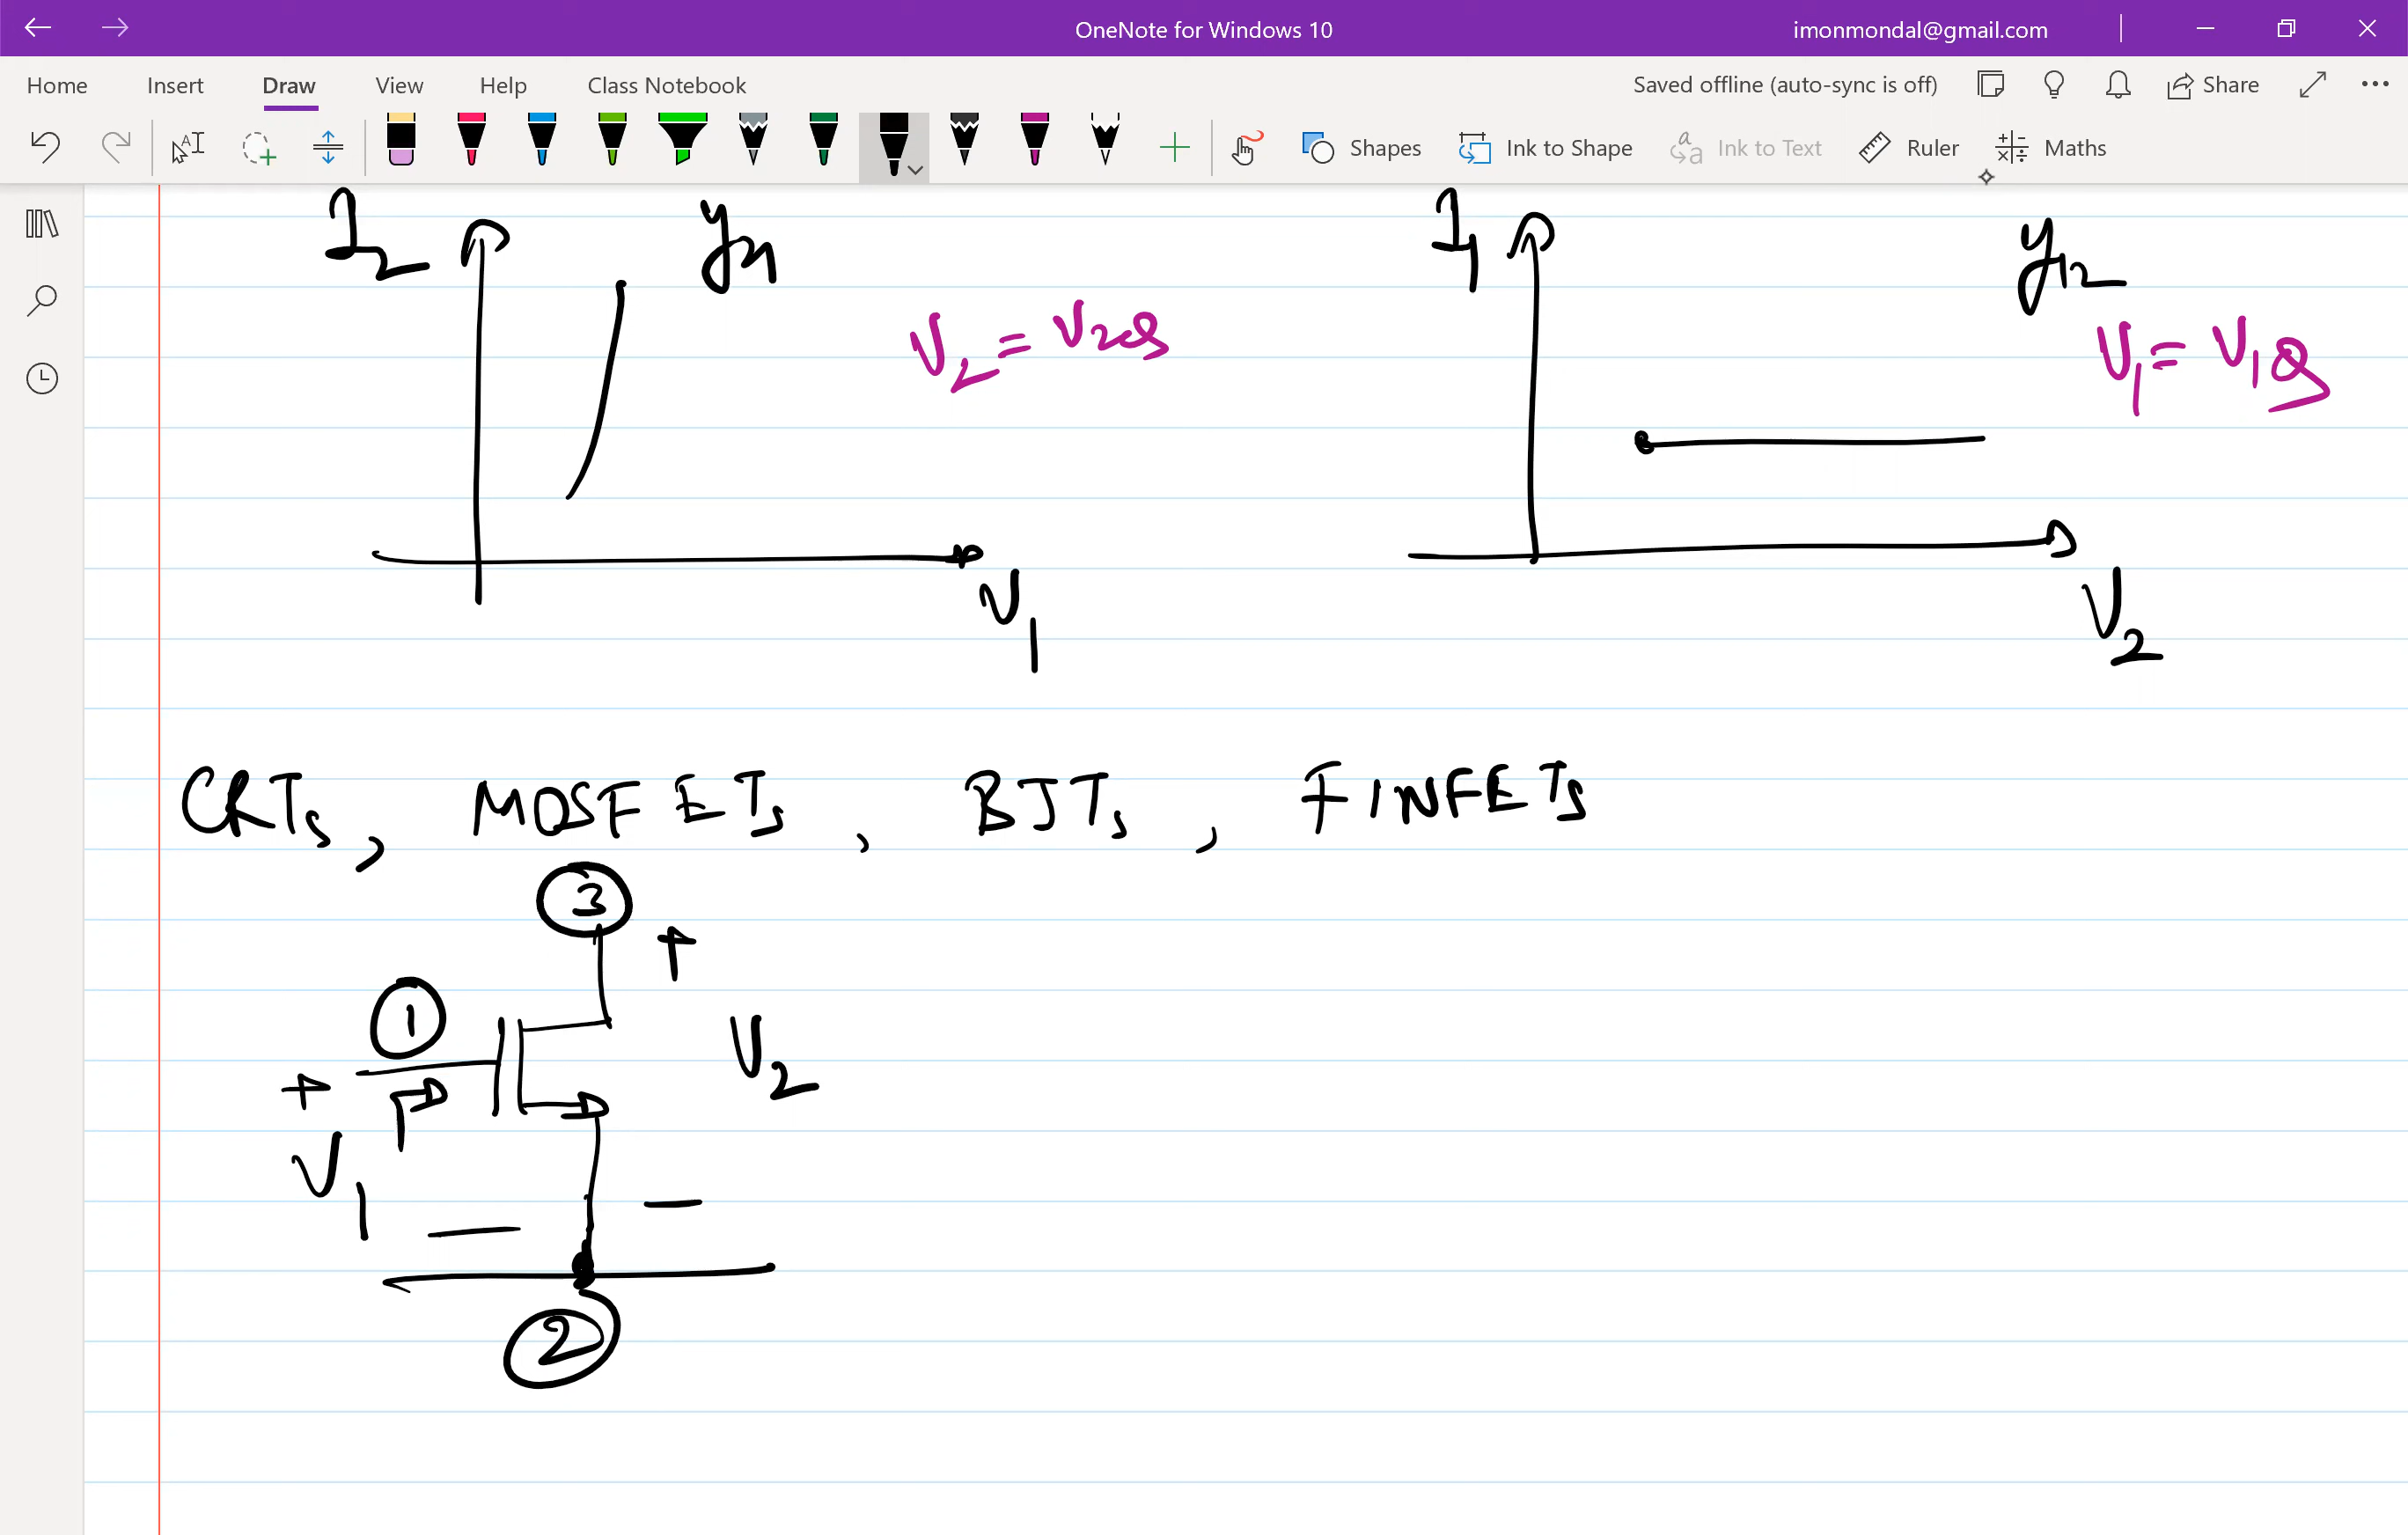 OneNote for Windows 10 imonmondal@gmail.com
Home Insert Draw View Help Class Notebook Saved offline (auto-sync is off) Share
Shapes Ink to Shape Ink to Text Ruler Maths
I2 y21 I1 y12
V2 = V2Q V1 = V1Q
V1 V2
CRTs, MOSFETs, BJTs, FINFETs
3
+
1
V2
+
V1
2